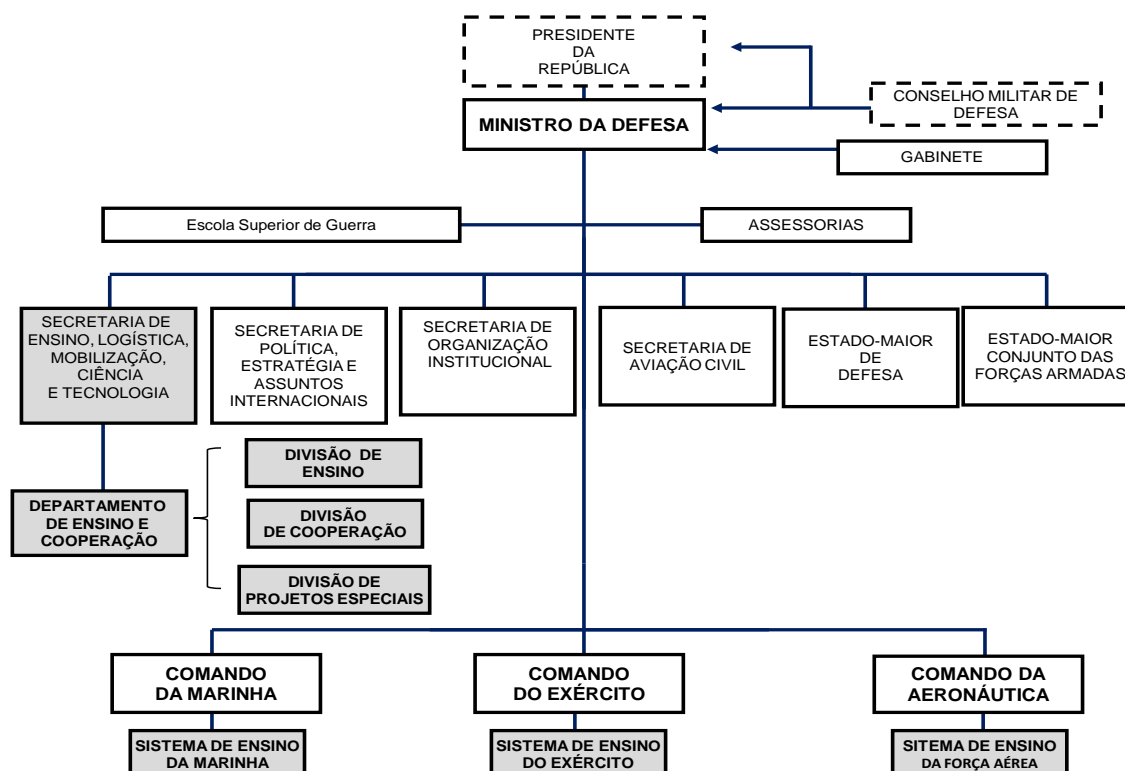 PRESIDENTE
DA
REPÚBLICA
CONSELHO MILITAR DE
DEFESA
MINISTRO DA DEFESA
GABINETE
Escola Superior de Guerra
ASSESSORIAS
SECRETARIA DE
ENSINO, LOGÍSTICA,
MOBILIZAÇÃO,
CIÊNCIA
E TECNOLOGIA
SECRETARIA DE
POLÍTICA,
ESTRATÉGIA E
ASSUNTOS
INTERNACIONAIS
SECRETARIA DE
ORGANIZAÇÃO
INSTITUCIONAL
SECRETARIA DE
AVIAÇÃO CIVIL
ESTADO-MAIOR
DE
DEFESA
ESTADO-MAIOR
CONJUNTO DAS
FORÇAS ARMADAS
DEPARTAMENTO
DE ENSINO E
COOPERAÇÃO
DIVISÃO DE
ENSINO
DIVISÃO
DE COOPERAÇÃO
DIVISÃO DE
PROJETOS ESPECIAIS
COMANDO
DA MARINHA
COMANDO
DO EXÉRCITO
COMANDO DA
AERONÁUTICA
SISTEMA DE ENSINO
DA MARINHA
SISTEMA DE ENSINO
DO EXÉRCITO
SITEMA DE ENSINO
DA FORÇA AÉREA